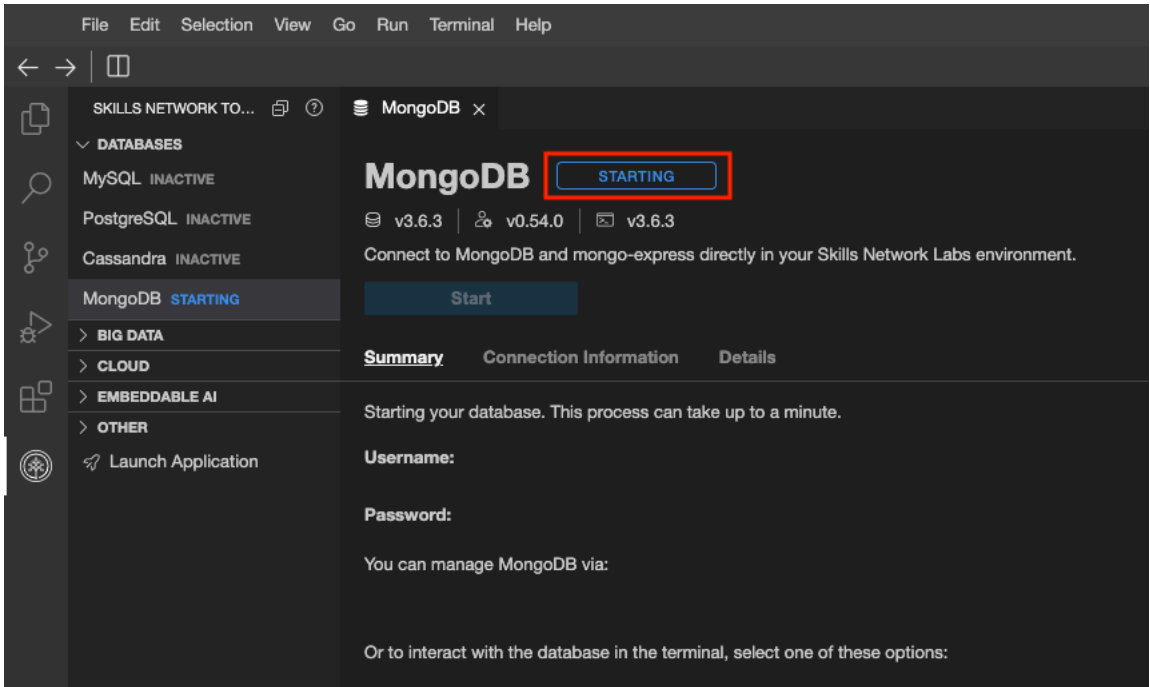 File Edit Selection View Go Run Terminal Help
SKILLS NETWORK TO...
DATABASES
MySQL INACTIVE
PostgreSQL INACTIVE
Cassandra INACTIVE
MongoDB STARTING
BIG DATA
CLOUD
EMBEDDABLE AI
OTHER
Launch Application
MongoDB
MongoDB STARTING
v3.6.3 v0.54.0 v3.6.3
Connect to MongoDB and mongo-express directly in your Skills Network Labs environment.
Start
Summary Connection Information Details
Starting your database. This process can take up to a minute.
Username:
Password:
You can manage MongoDB via:
Or to interact with the database in the terminal, select one of these options: